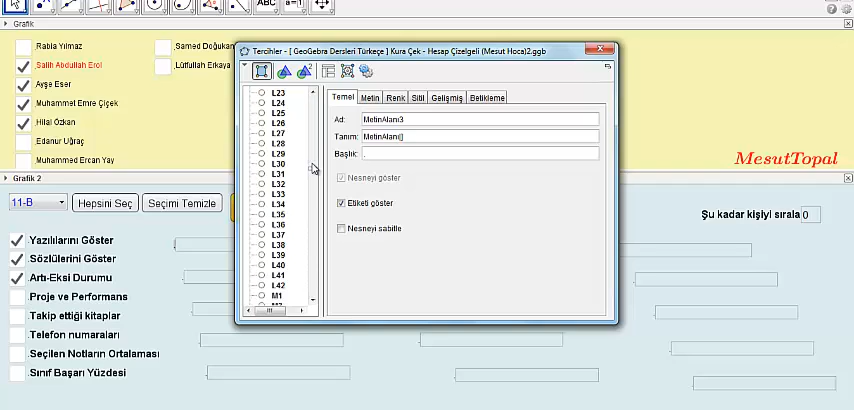 ABC
a=1
Grafik
Rabia Yılmaz
Samed Doğukan
Salih Abdullah Erol
Lütfullah Erkaya
Ayşe Eser
Muhammet Emre Çiçek
Hilal Özkan
Edanur Uğraç
Muhammed Ercan Yay
MesutTopal
Tercihler - [ GeoGebra Dersleri Türkçe ] Kura Çek - Hesap Çizelgeli (Mesut Hoca)2.ggb
L23
L24
L25
L26
L27
L28
L29
L30
L31
L32
L33
L34
L35
L36
L37
L38
L39
L40
L41
L42
M1
Temel Metin Renk Stil Gelişmiş Betikleme
Ad: MetinAlanı3
Tanım: MetinAlanı[]
Başlık: .
Nesneyi göster
Etiketi göster
Nesneyi sabitle
Grafik 2
11-B Hepsini Seç Seçimi Temizle
Şu kadar kişiyi sırala 0
Yazılılarını Göster
Sözlülerini Göster
Artı-Eksi Durumu
Proje ve Performans
Takip ettiği kitaplar
Telefon numaraları
Seçilen Notların Ortalaması
Sınıf Başarı Yüzdesi